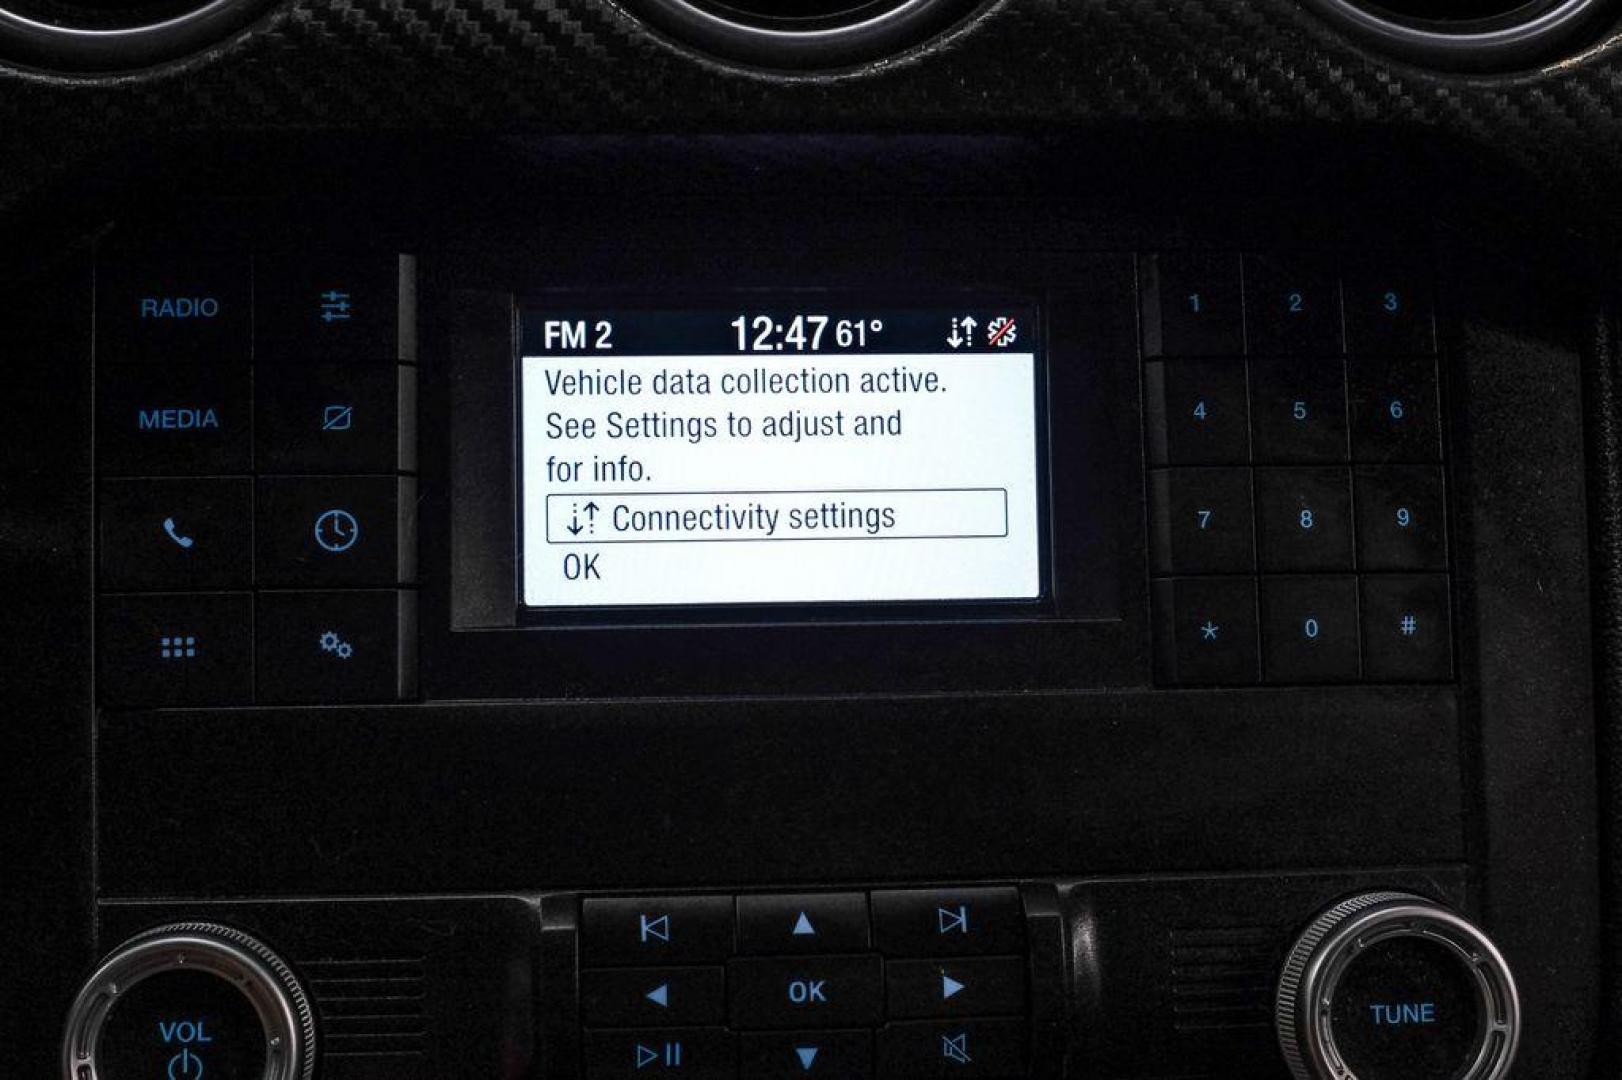 FM 2 12:47 61°
Vehicle data collection active.
See Settings to adjust and
for info.
Connectivity settings
OK
RADIO
MEDIA
1 2 3
4 5 6
7 8 9
* 0 #
OK
VOL
TUNE